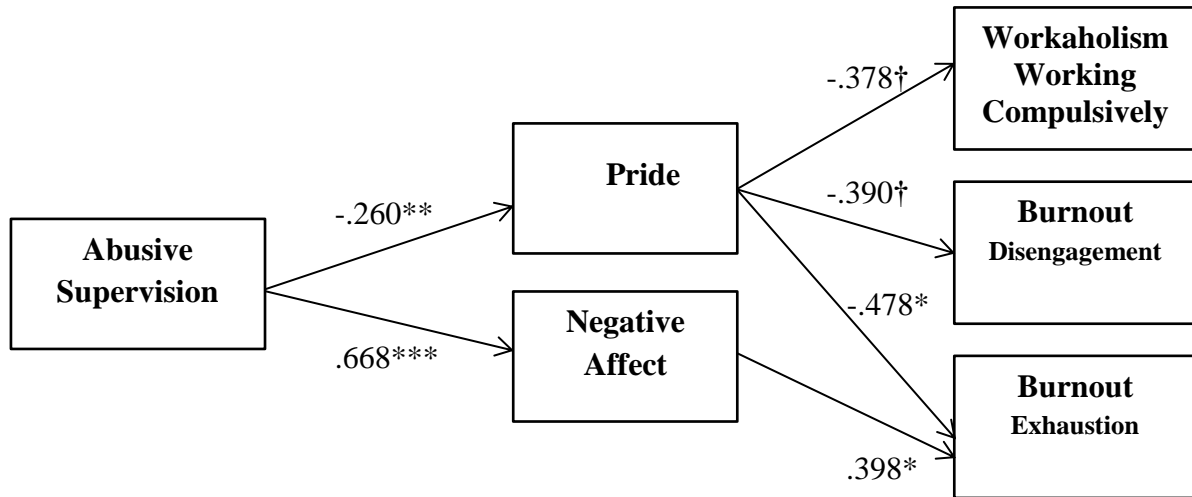 Workaholism
Working
Compulsively
-.378†
Pride
-.390†
-.260**
Burnout
Disengagement
Abusive
Supervision
-.478*
Negative
Affect
.668***
Burnout
Exhaustion
.398*